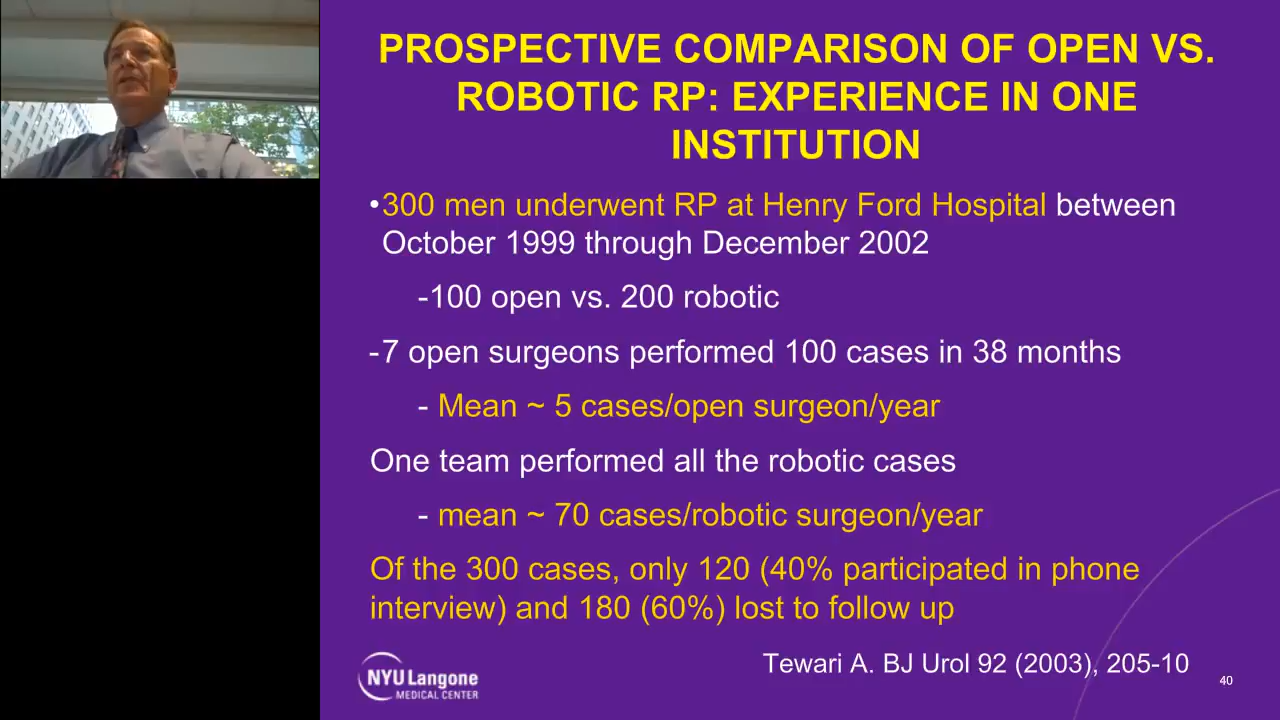 PROSPECTIVE COMPARISON OF OPEN VS.
ROBOTIC RP: EXPERIENCE IN ONE
INSTITUTION
•300 men underwent RP at Henry Ford Hospital between
October 1999 through December 2002
-100 open vs. 200 robotic
-7 open surgeons performed 100 cases in 38 months
- Mean ~ 5 cases/open surgeon/year
One team performed all the robotic cases
- mean ~ 70 cases/robotic surgeon/year
Of the 300 cases, only 120 (40% participated in phone
interview) and 180 (60%) lost to follow up
NYU Langone
MEDICAL CENTER
Tewari A. BJ Urol 92 (2003), 205-10
40